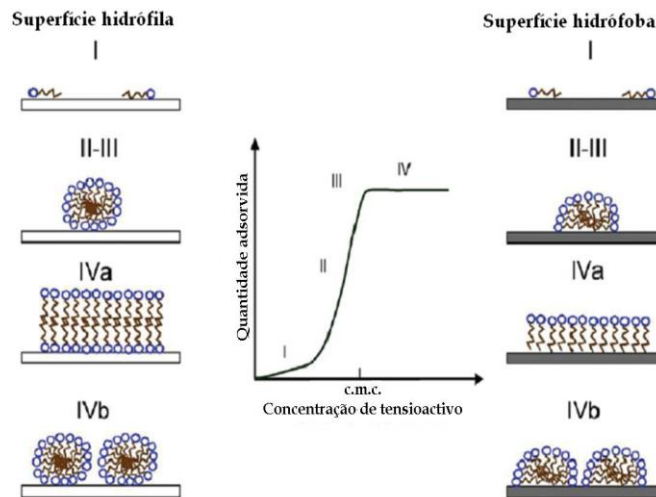 Superfície hidrófila
I
II-III
IVa
IVb
Quantidade adsorvida
I
II
III
IV
c.m.c.
Concentração de tensioactivo
Superfície hidrófoba
I
II-III
IVa
IVb